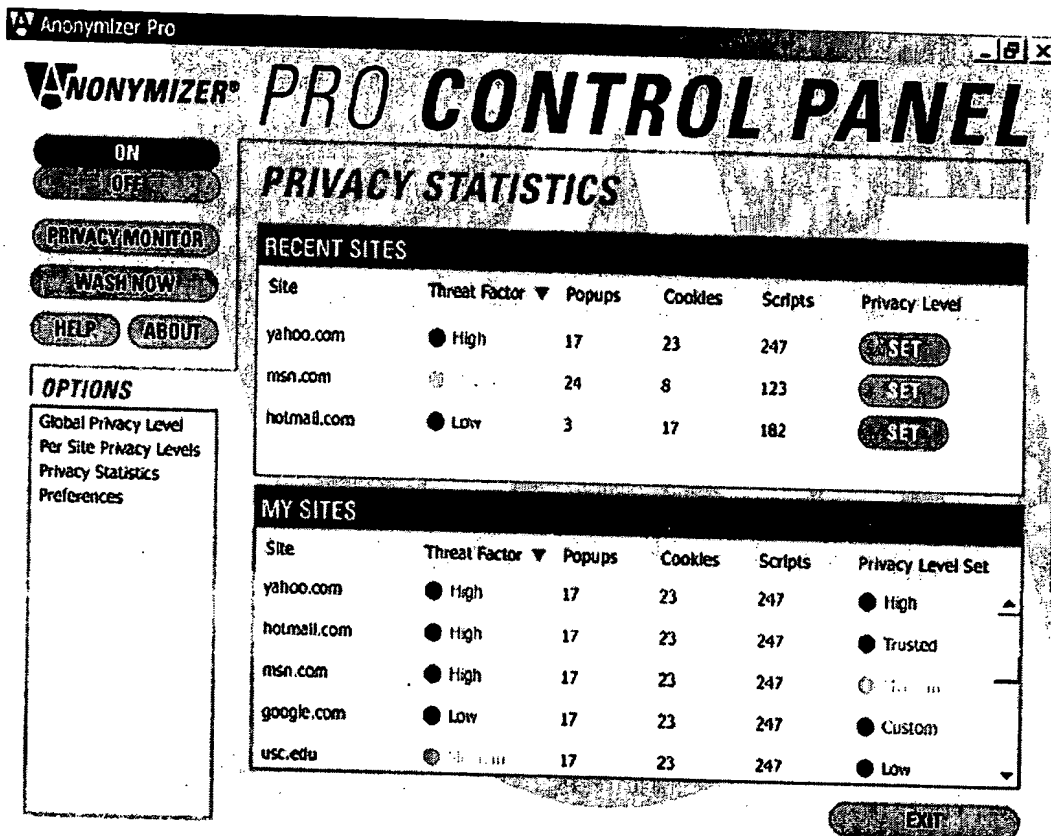 Anonymizer Pro
ANONYMIZER® PRO CONTROL PANEL
ON
OFF
PRIVACY MONITOR
WASH NOW
HELP ABOUT
OPTIONS
Global Privacy Level
Per Site Privacy Levels
Privacy Statistics
Preferences
PRIVACY STATISTICS
RECENT SITES
Site Threat Factor ▼ Popups Cookies Scripts Privacy Level
yahoo.com High 17 23 247 SET
msn.com 24 8 123 SET
hotmail.com Low 3 17 182 SET
MY SITES
Site Threat Factor ▼ Popups Cookies Scripts Privacy Level Set
yahoo.com High 17 23 247 High
hotmail.com High 17 23 247 Trusted
msn.com High 17 23 247
google.com Low 17 23 247 Custom
usc.edu 17 23 247 Low
EXIT